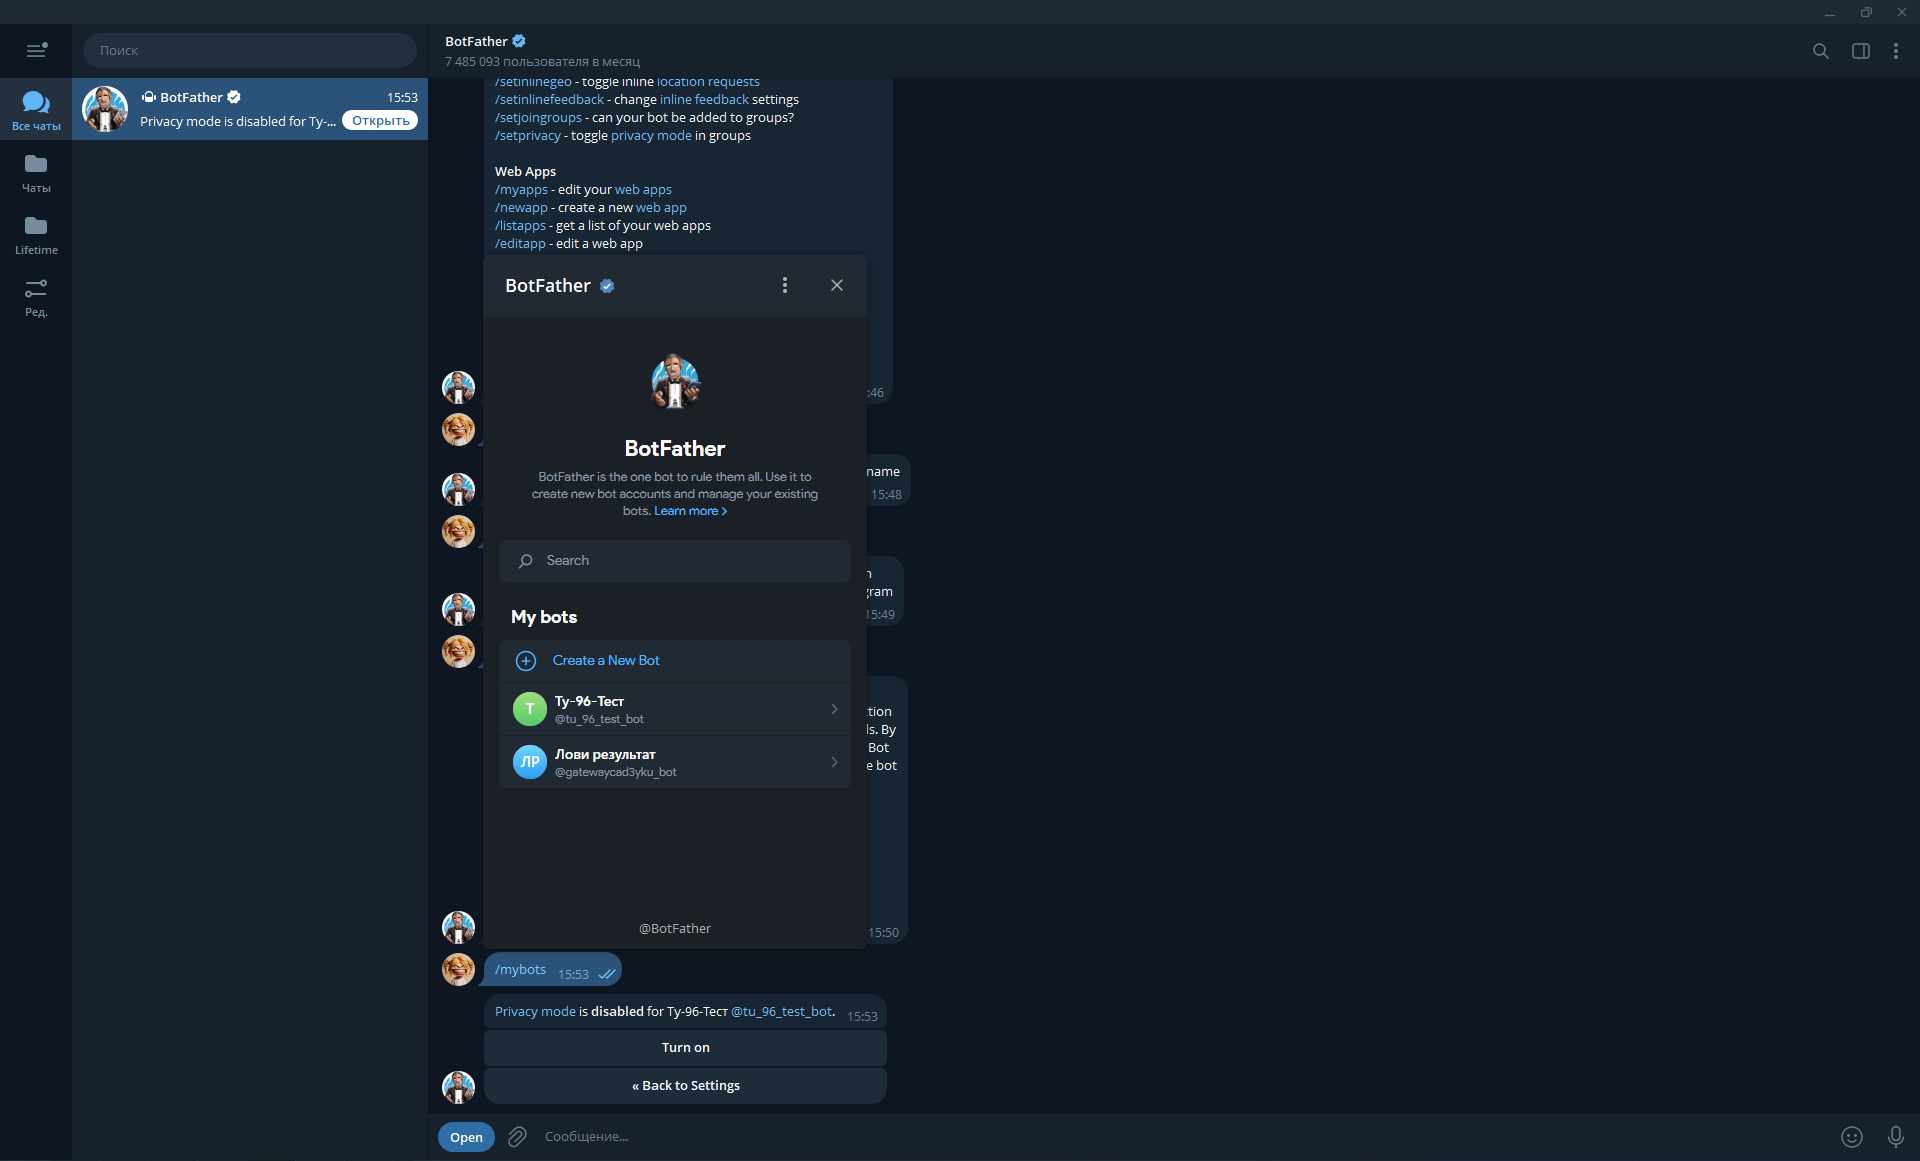 Поиск
Все чаты
Чаты
Lifetime
Ред.
BotFather
15:53
Privacy mode is disabled for Ту-...
Открыть
BotFather
7 485 093 пользователя в месяц
/setinlinegeo - toggle inline location requests
/setinlinefeedback - change inline feedback settings
/setjoingroups - can your bot be added to groups?
/setprivacy - toggle privacy mode in groups
Web Apps
/myapps - edit your web apps
/newapp - create a new web app
/listapps - get a list of your web apps
/editapp - edit a web app
:46
name
15:48
gram
15:49
tion
ls. By
Bot
e bot
15:50
BotFather
BotFather
BotFather is the one bot to rule them all. Use it to
create new bot accounts and manage your existing
bots. Learn more >
Search
My bots
Create a New Bot
Т
Ту-96-Тест
@tu_96_test_bot
ЛР
Лови результат
@gatewaycad3yku_bot
@BotFather
/mybots 15:53
Privacy mode is disabled for Ту-96-Тест @tu_96_test_bot. 15:53
Turn on
« Back to Settings
Open
Сообщение...